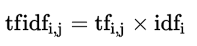 tfidf_{i,j} = tf_{i,j} × idf_i